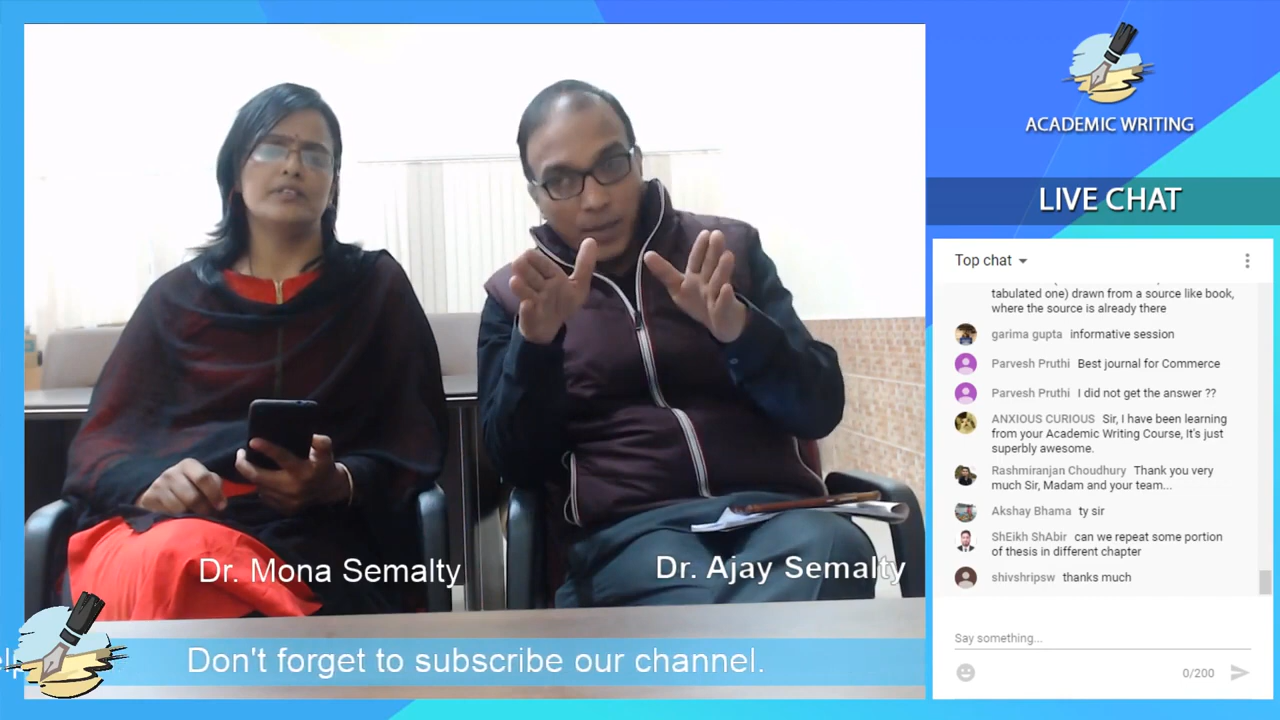 ACADEMIC WRITING
LIVE CHAT
Top chat
tabulated one) drawn from a source like book,
where the source is already there
garima gupta informative session
Parvesh Pruthi Best journal for Commerce
Parvesh Pruthi I did not get the answer ??
ANXIOUS CURIOUS Sir, I have been learning
from your Academic Writing Course, It's just
superbly awesome.
Rashmiranjan Choudhury Thank you very
much Sir, Madam and your team...
Akshay Bhama ty sir
ShEikh ShAbir can we repeat some portion
of thesis in different chapter
shivshripsw thanks much
Say something...
0/200
Dr. Mona Semalty
Dr. Ajay Semalty
Don't forget to subscribe our channel.